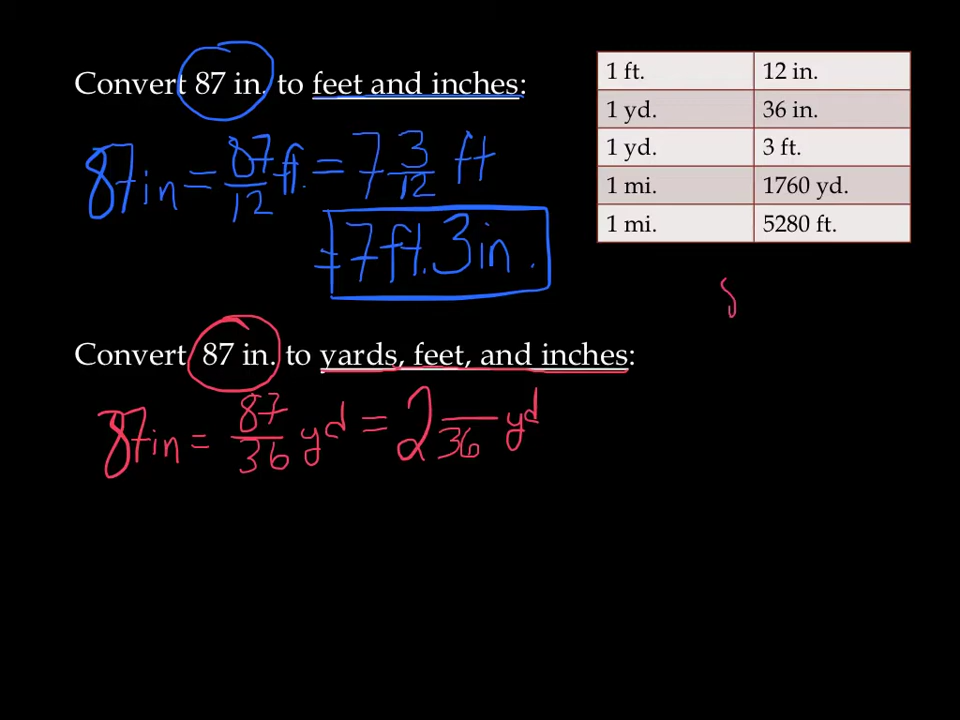 Convert 87 in. to feet and inches:
87in = 87/12 ft. = 7 3/12 ft
= 7ft. 3in.
1 ft. 12 in.
1 yd. 36 in.
1 yd. 3 ft.
1 mi. 1760 yd.
1 mi. 5280 ft.
Convert 87 in. to yards, feet, and inches:
87in = 87/36 yd = 2 /36 yd